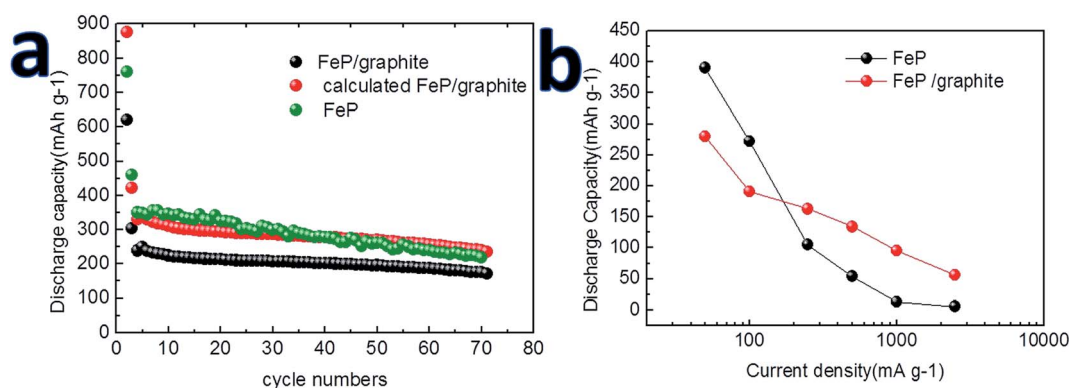 a
900
800
700
600
500
400
300
200
100
0
Discharge capacity(mAh g-1)
FeP/graphite
calculated FeP/graphite
FeP
0 10 20 30 40 50 60 70 80
cycle numbers
b
450
400
350
300
250
200
150
100
50
0
Discharge Capacity(mAh g-1)
FeP
FeP /graphite
100 1000 10000
Current density(mA g-1)